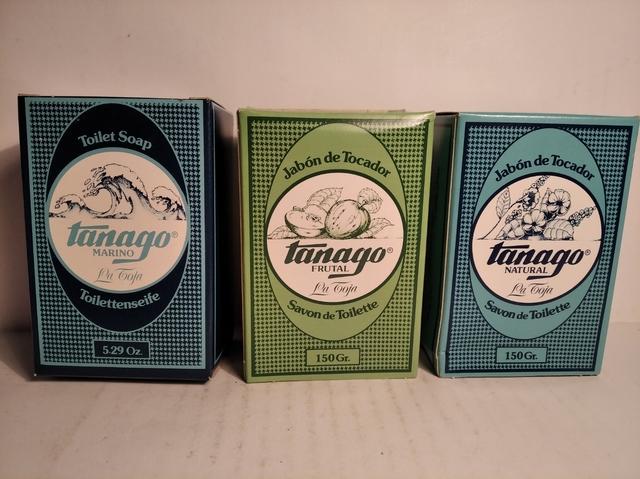 Toilet Soap
Tanago®
MARINO
La Toja
Toilettenseife
5.29 Oz.
Jabón de Tocador
Tanago®
FRUTAL
La Toja
Savon de Toilette
150 Gr.
Jabón de Tocador
Tanago®
NATURAL
La Toja
Savon de Toilette
150 Gr.